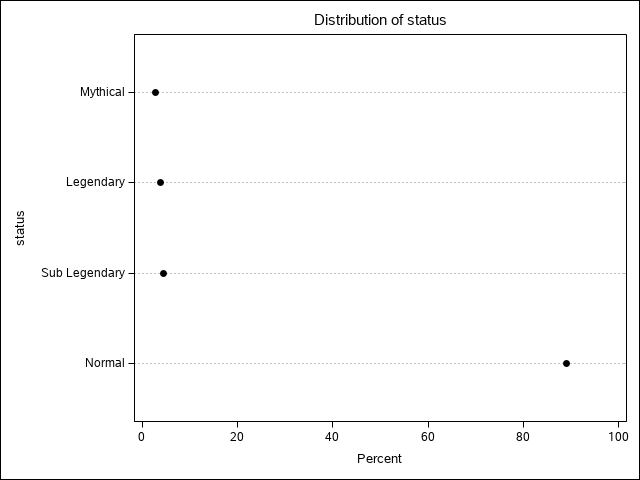 Distribution of status
Mythical
Legendary
Sub Legendary
Normal
status
0 20 40 60 80 100
Percent